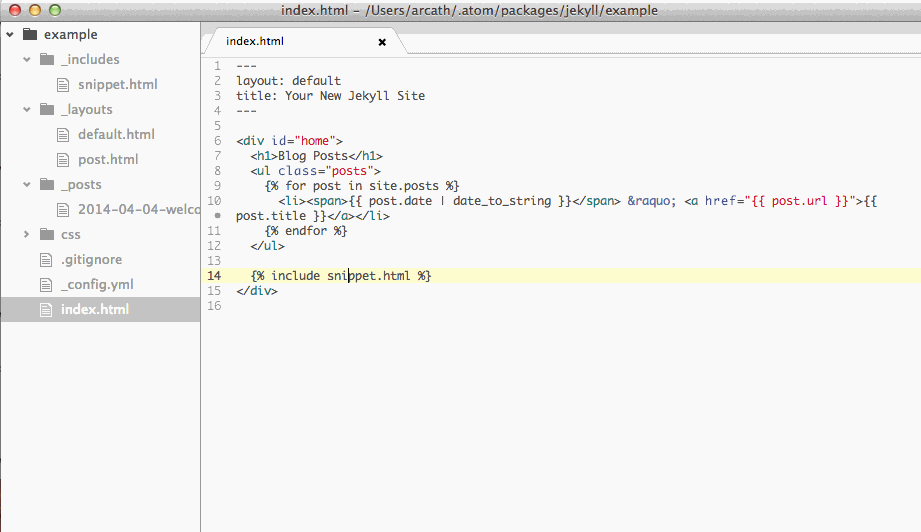 index.html – /Users/arcath/.atom/packages/jekyll/example
example
_includes
snippet.html
_layouts
default.html
post.html
_posts
2014-04-04-welco
css
.gitignore
_config.yml
index.html
index.html
1 ---
2 layout: default
3 title: Your New Jekyll Site
4 ---
5
6 <div id="home">
7 <h1>Blog Posts</h1>
8 <ul class="posts">
9 {% for post in site.posts %}
10 <li><span>{{ post.date | date_to_string }}</span> &raquo; <a href="{{ post.url }}">{{
• post.title }}</a></li>
11 {% endfor %}
12 </ul>
13
14 {% include snippet.html %}
15 </div>
16